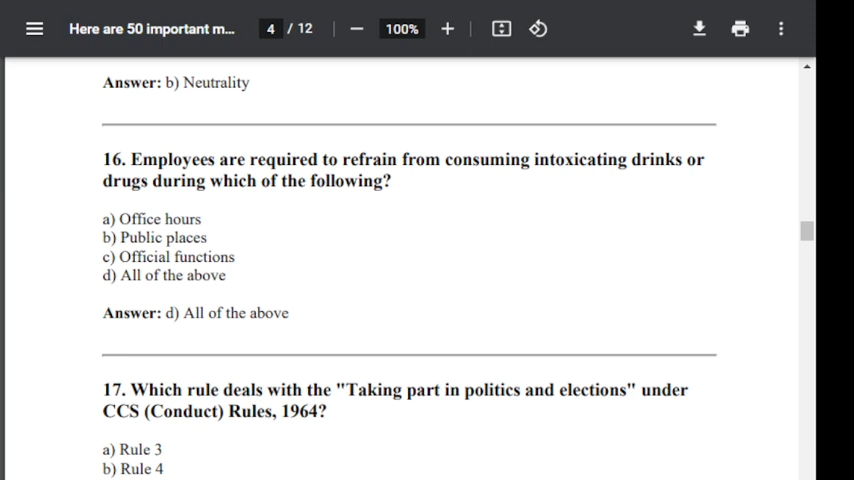 Here are 50 important m... 4 / 12 100%
Answer: b) Neutrality
16. Employees are required to refrain from consuming intoxicating drinks or
drugs during which of the following?
a) Office hours
b) Public places
c) Official functions
d) All of the above
Answer: d) All of the above
17. Which rule deals with the "Taking part in politics and elections" under
CCS (Conduct) Rules, 1964?
a) Rule 3
b) Rule 4